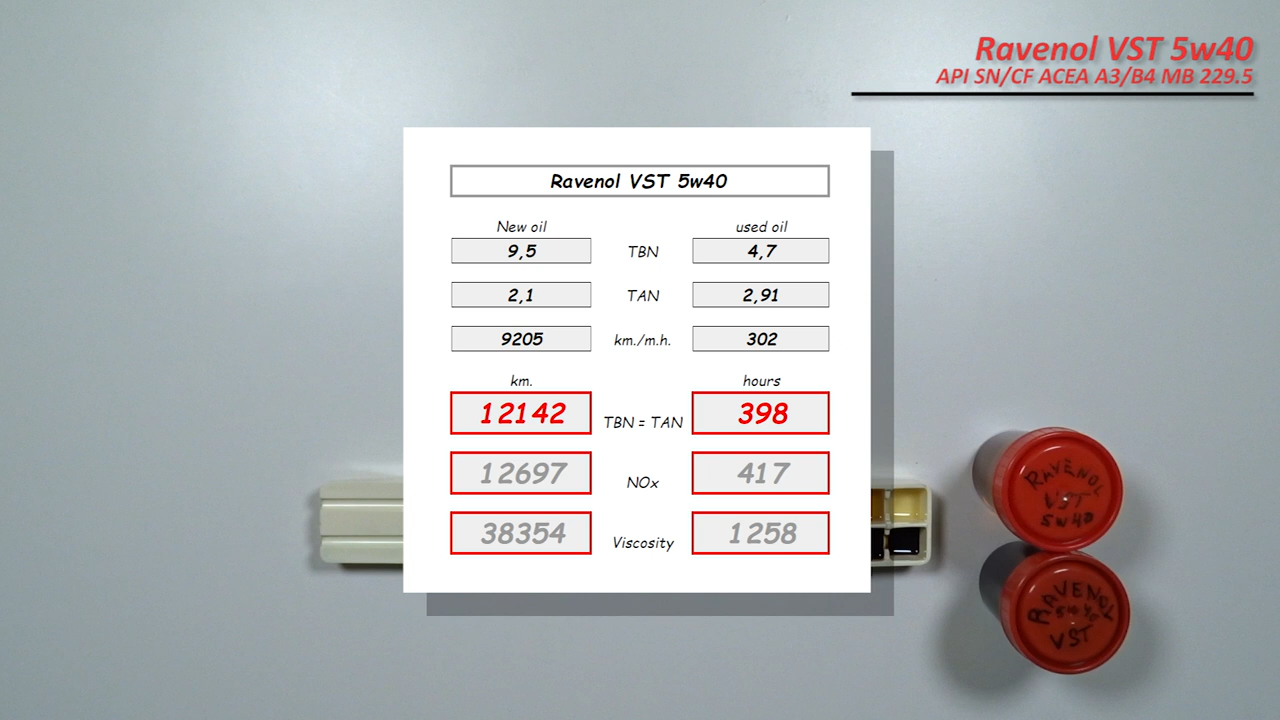 Ravenol VST 5w40
API SN/CF ACEA A3/B4 MB 229.5
Ravenol VST 5w40
New oil used oil
9,5 TBN 4,7
2,1 TAN 2,91
9205 km./m.h. 302
km. hours
12142 TBN = TAN 398
12697 NOx 417
38354 Viscosity 1258
RAVENOL
VST
5W40
RAVENOL
5W40
VST